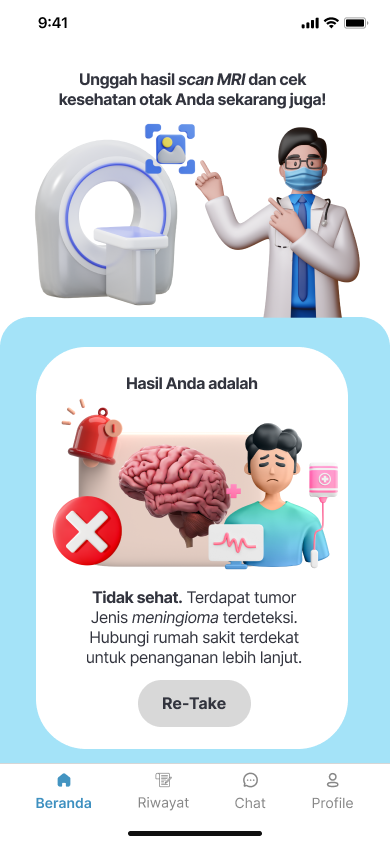 9:41
Unggah hasil scan MRI dan cek
kesehatan otak Anda sekarang juga!
Hasil Anda adalah
Tidak sehat. Terdapat tumor
Jenis meningioma terdeteksi.
Hubungi rumah sakit terdekat
untuk penanganan lebih lanjut.
Re-Take
Beranda Riwayat Chat Profile